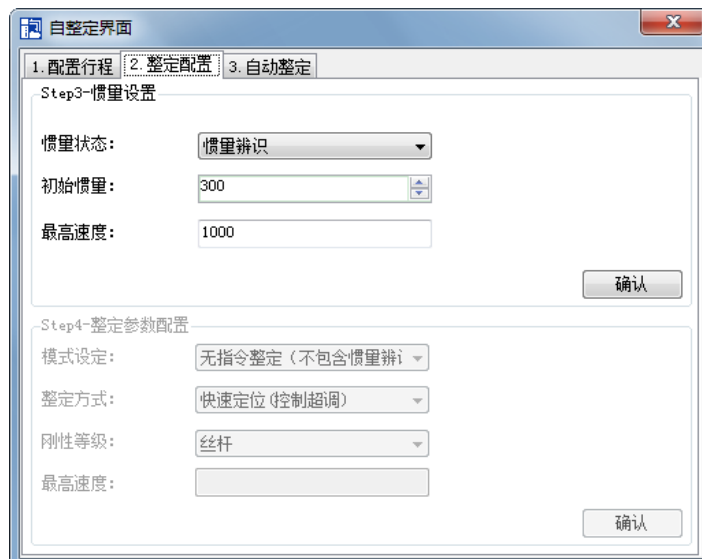 自整定界面
1.配置行程 2.整定配置 3.自动整定
Step3-惯量设置
惯量状态: 惯量辨识
初始惯量: 300
最高速度: 1000
确认
Step4-整定参数配置
模式设定: 无指令整定（不包含惯量辨
整定方式: 快速定位(控制超调)
刚性等级: 丝杆
最高速度:
确认